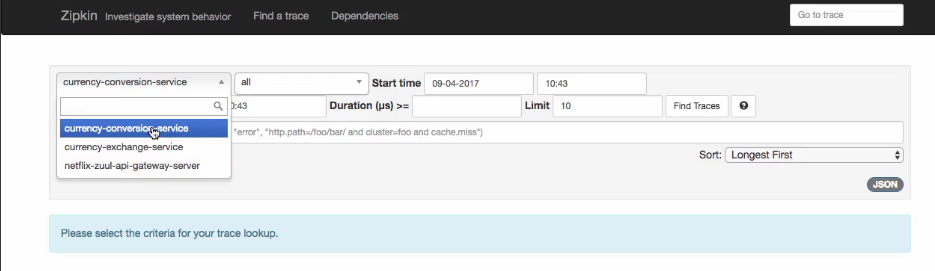 Zipkin Investigate system behavior Find a trace Dependencies Go to trace
currency-conversion-service all Start time 09-04-2017 10:43
0:43 Duration (μs) >= Limit 10 Find Traces ?
currency-conversion-service "error", "http.path=/foo/bar/ and cluster=foo and cache.miss")
currency-exchange-service
netflix-zuul-api-gateway-server
Sort: Longest First
JSON
Please select the criteria for your trace lookup.